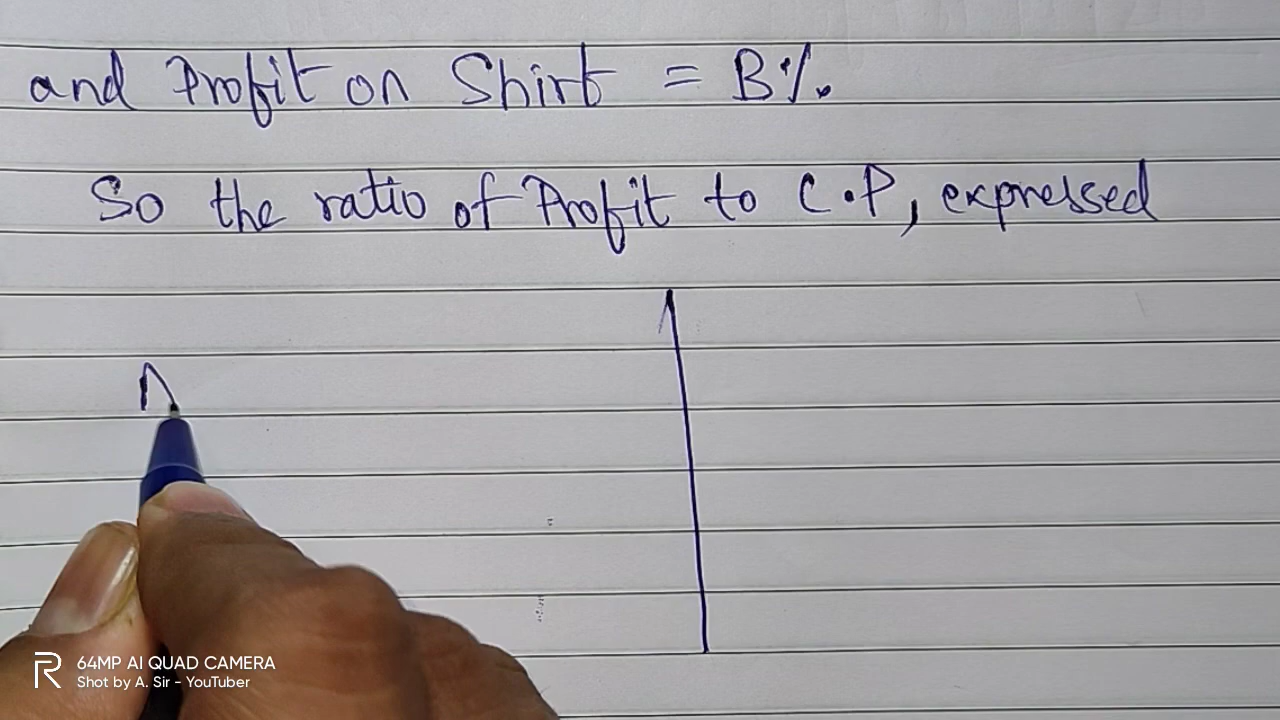 and Profit on Shirt = B%.
So the ratio of Profit to C.P, expressed
64MP AI QUAD CAMERA
Shot by A. Sir - YouTuber